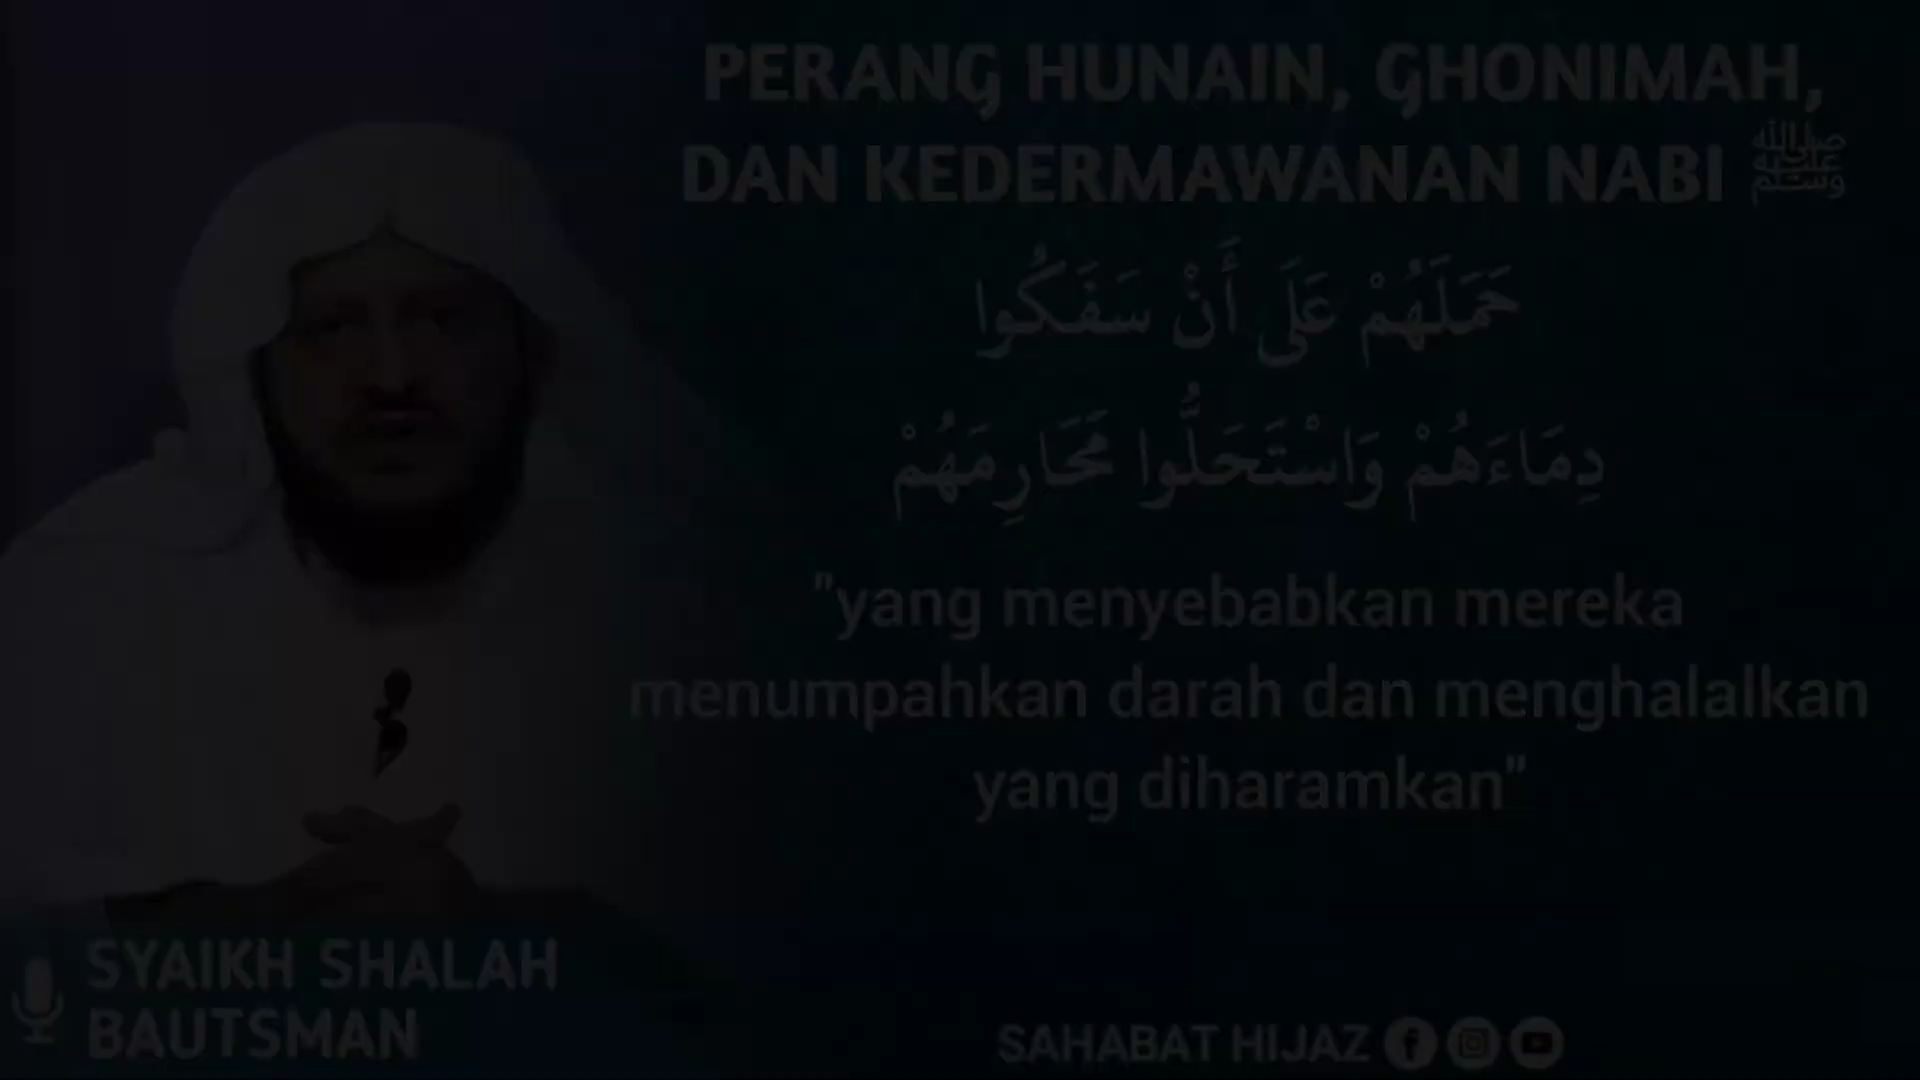 PERANG HUNAIN, GHONIMAH,
DAN KEDERMAWANAN NABI ﷺ
حَمَلَهُمْ عَلَى أَنْ سَفَكُوا
دِمَاءَهُمْ وَاسْتَحَلُّوا مَحَارِمَهُمْ
"yang menyebabkan mereka
menumpahkan darah dan menghalalkan
yang diharamkan"
SYAIKH SHALAH
BAUTSMAN
SAHABAT HIJAZ